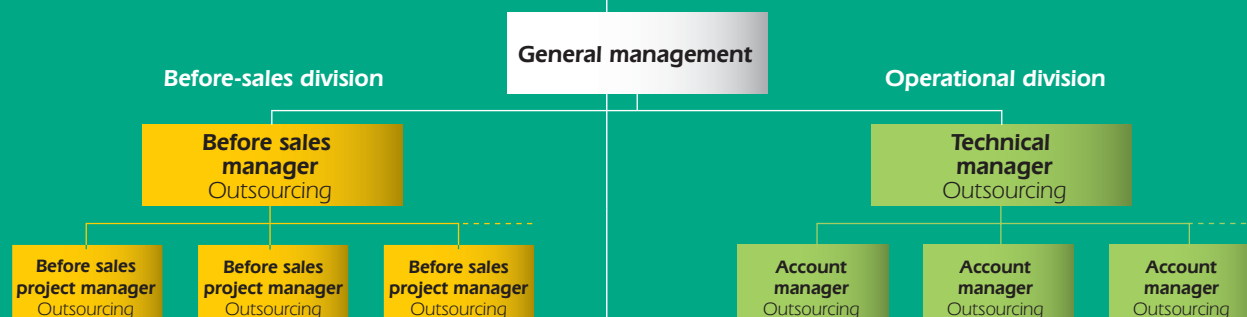 General management
Before-sales division
Operational division
Before sales
manager
Outsourcing
Technical
manager
Outsourcing
Before sales
project manager
Outsourcing
Before sales
project manager
Outsourcing
Before sales
project manager
Outsourcing
Account
manager
Outsourcing
Account
manager
Outsourcing
Account
manager
Outsourcing